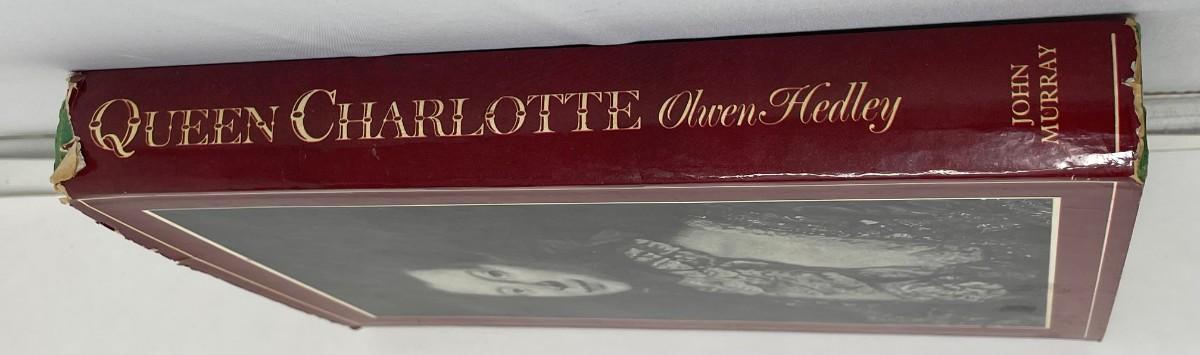 QUEEN CHARLOTTE Olwen Hedley
JOHN
MURRAY